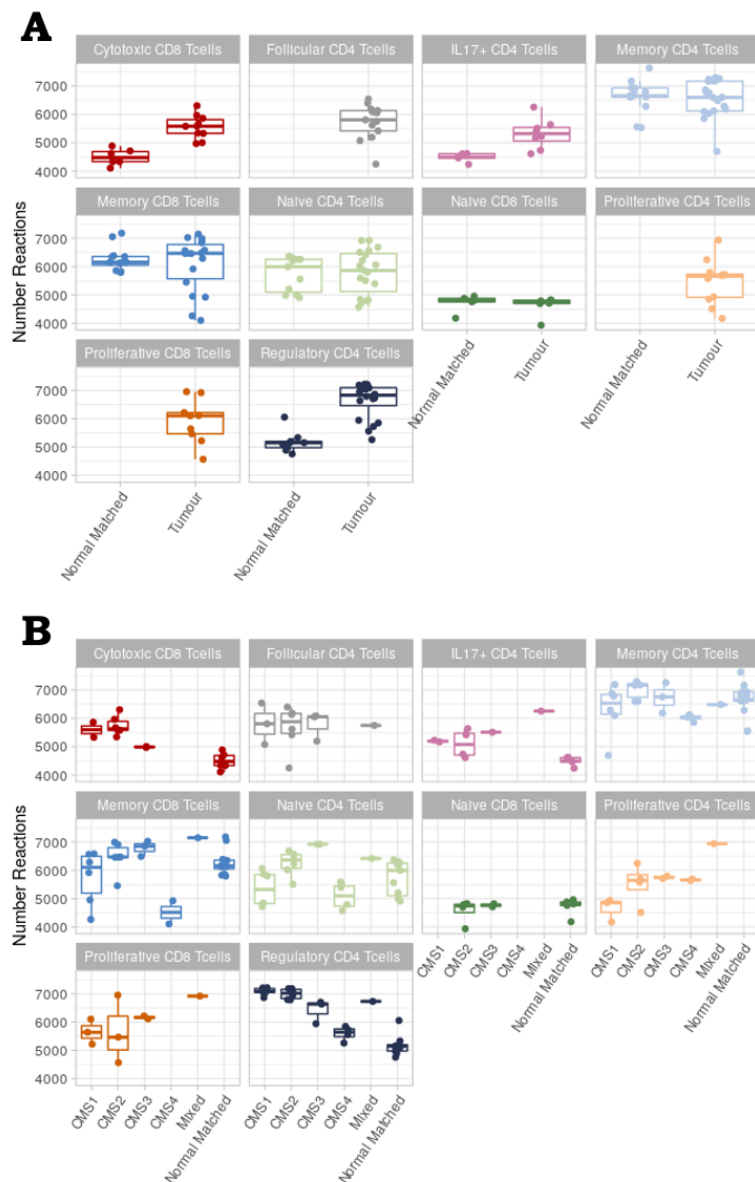 A
Cytotoxic CD8 Tcells Follicular CD4 Tcells IL17+ CD4 Tcells Memory CD4 Tcells
7000
6000
5000
4000
Memory CD8 Tcells Naive CD4 Tcells Naive CD8 Tcells Proliferative CD4 Tcells
Number Reactions
7000
6000
5000
4000
Normal Matched Tumour Normal Matched Tumour
Proliferative CD8 Tcells Regulatory CD4 Tcells
7000
6000
5000
4000
Normal Matched Tumour Normal Matched Tumour
B
Cytotoxic CD8 Tcells Follicular CD4 Tcells IL17+ CD4 Tcells Memory CD4 Tcells
7000
6000
5000
4000
Memory CD8 Tcells Naive CD4 Tcells Naive CD8 Tcells Proliferative CD4 Tcells
Number Reactions
7000
6000
5000
4000
CMS1 CMS2 CMS3 CMS4 Mixed Normal Matched CMS1 CMS2 CMS3 CMS4 Mixed Normal Matched
Proliferative CD8 Tcells Regulatory CD4 Tcells
7000
6000
5000
4000
CMS1 CMS2 CMS3 CMS4 Mixed Normal Matched CMS1 CMS2 CMS3 CMS4 Mixed Normal Matched